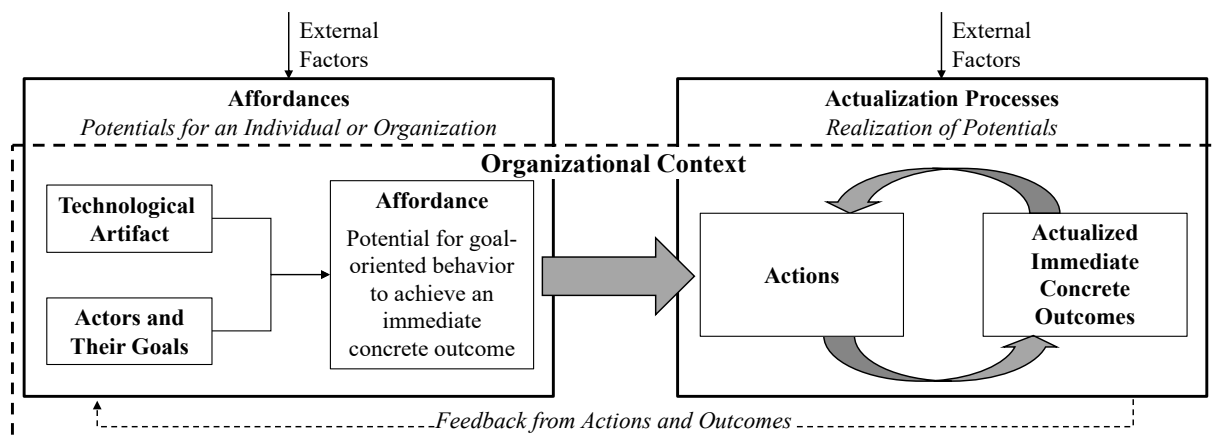 External
Factors
External
Factors
Affordances
Potentials for an Individual or Organization
Actualization Processes
Realization of Potentials
Organizational Context
Technological
Artifact
Actors and
Their Goals
Affordance
Potential for goal-
oriented behavior
to achieve an
immediate
concrete outcome
Actions
Actualized
Immediate
Concrete
Outcomes
Feedback from Actions and Outcomes